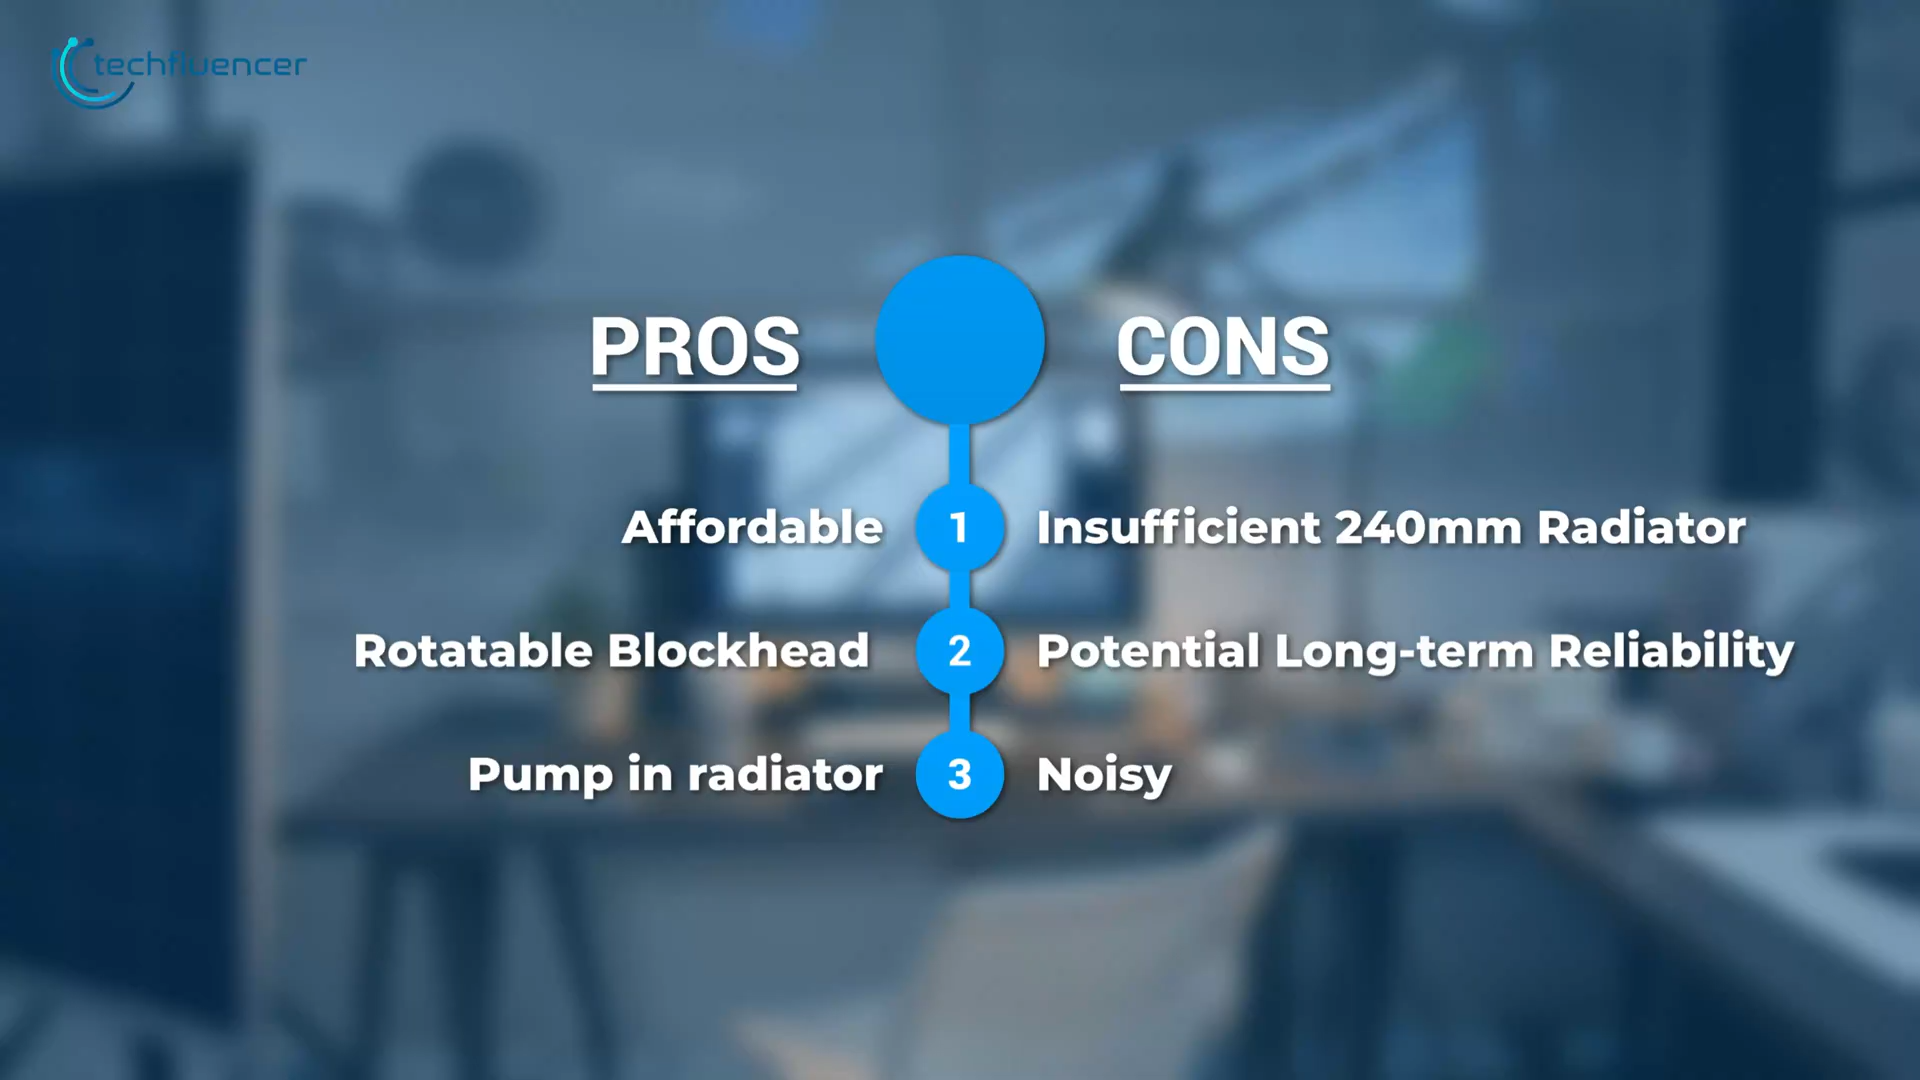 techfluencer
PROS
CONS
Affordable
1
Insufficient 240mm Radiator
Rotatable Blockhead
2
Potential Long-term Reliability
Pump in radiator
3
Noisy